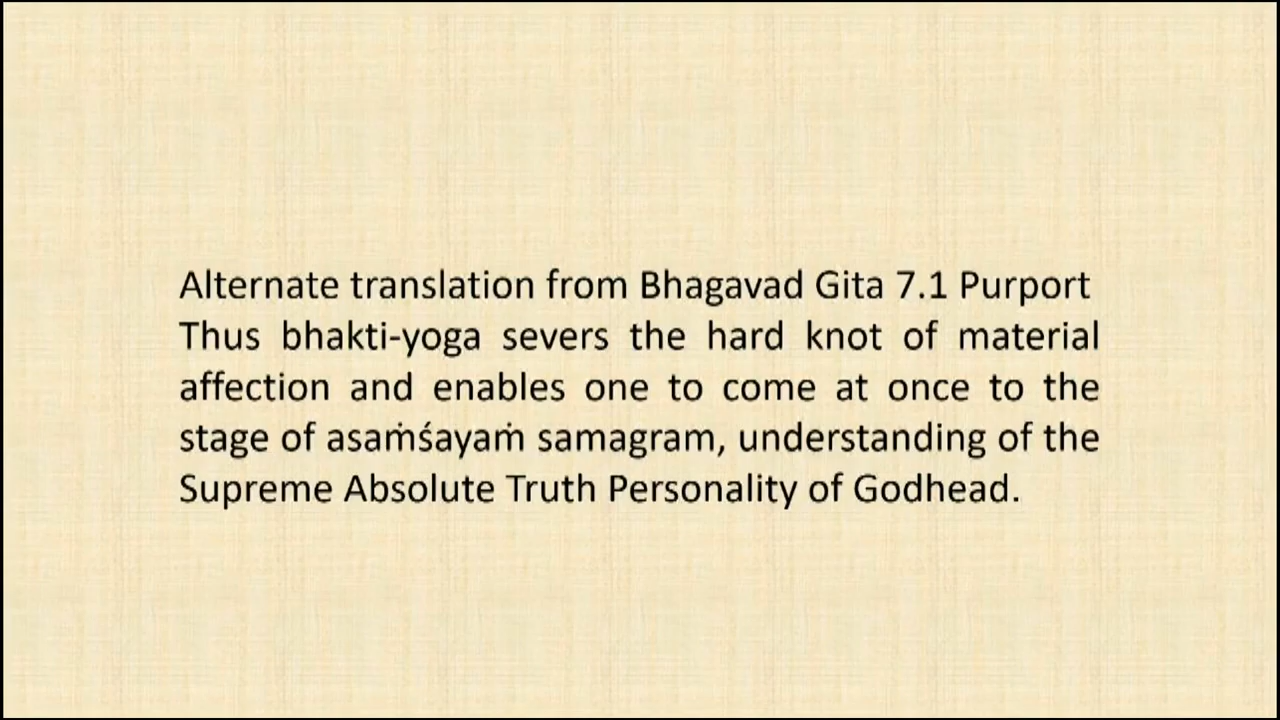 Alternate translation from Bhagavad Gita 7.1 Purport
Thus bhakti-yoga severs the hard knot of material
affection and enables one to come at once to the
stage of asaṁśayaṁ samagram, understanding of the
Supreme Absolute Truth Personality of Godhead.